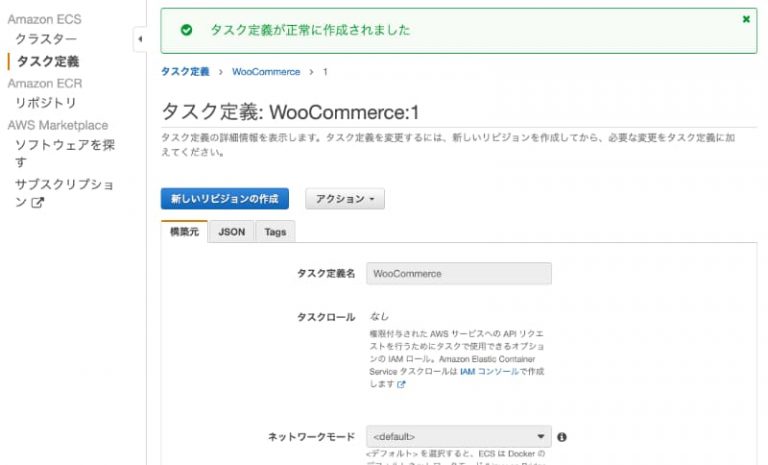 Amazon ECS
クラスター
タスク定義
Amazon ECR
リポジトリ
AWS Marketplace
ソフトウェアを探
す
サブスクリプショ
ン
タスク定義が正常に作成されました
タスク定義 > WooCommerce > 1
タスク定義: WooCommerce:1
タスク定義の詳細情報を表示します。タスク定義を変更するには、新しいリビジョンを作成してから、必要な変更をタスク定義に加
えてください。
新しいリビジョンの作成 アクション
構築元 JSON Tags
タスク定義名 WooCommerce
タスクロール なし
権限付与された AWS サービスへの API リクエ
ストを行うためにタスクで使用できるオプショ
ンの IAM ロール。Amazon Elastic Container
Service タスクロールは IAM コンソールで作成
します
ネットワークモード <default>
<デフォルト> を選択すると、ECS は Docker の